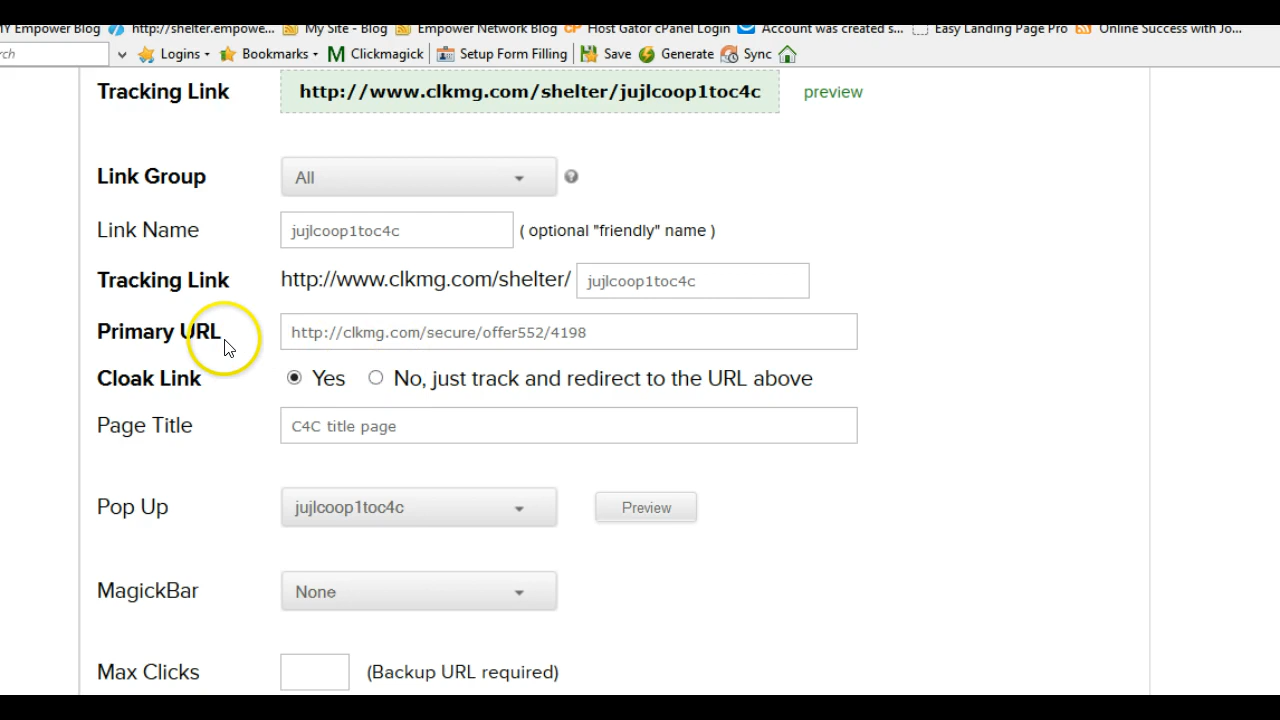 MY Empower Blog http://shelter.empowe... My Site - Blog Empower Network Blog CP Host Gator cPanel Login Account was created s... Easy Landing Page Pro Online Success with Jo...
rch Logins Bookmarks Clickmagick Setup Form Filling Save Generate Sync
Tracking Link http://www.clkmg.com/shelter/jujlcoop1toc4c preview
Link Group All ?
Link Name jujlcoop1toc4c ( optional "friendly" name )
Tracking Link http://www.clkmg.com/shelter/ jujlcoop1toc4c
Primary URL http://clkmg.com/secure/offer552/4198
Cloak Link Yes No, just track and redirect to the URL above
Page Title C4C title page
Pop Up jujlcoop1toc4c Preview
MagickBar None
Max Clicks (Backup URL required)